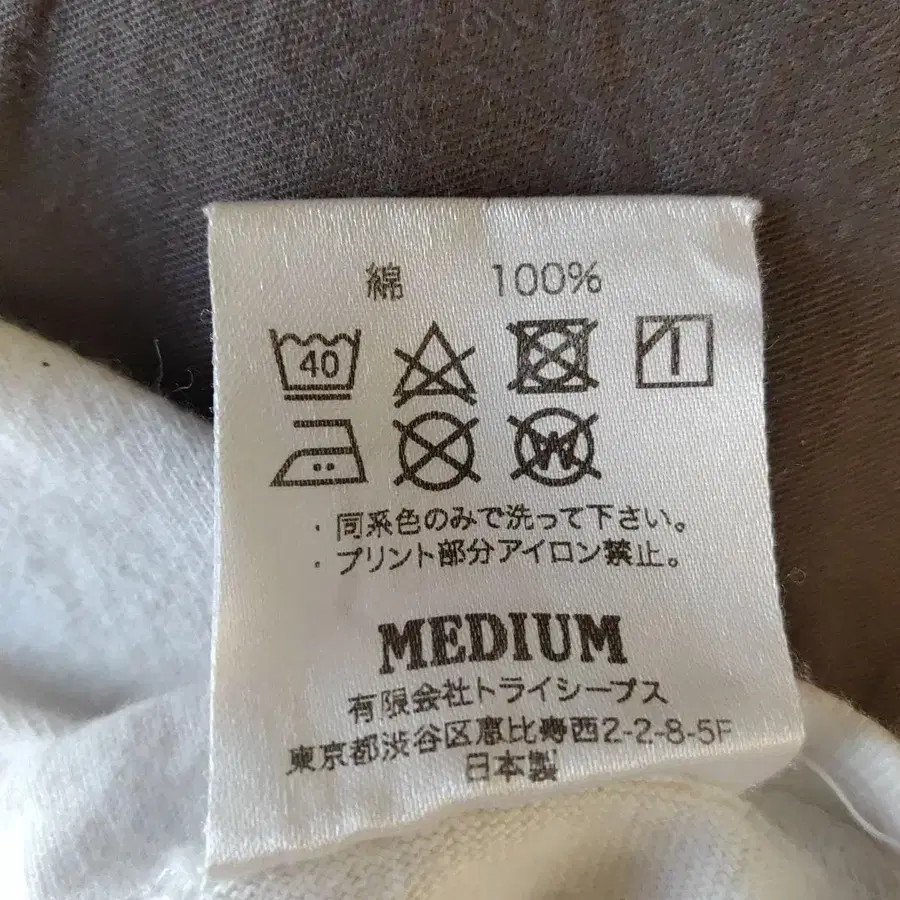 綿 100%
40
W
・同系色のみで洗って下さい。
・プリント部分アイロン禁止。
MEDIUM
有限会社トライシープス
東京都渋谷区恵比寿西2-2-8-5F
日本製